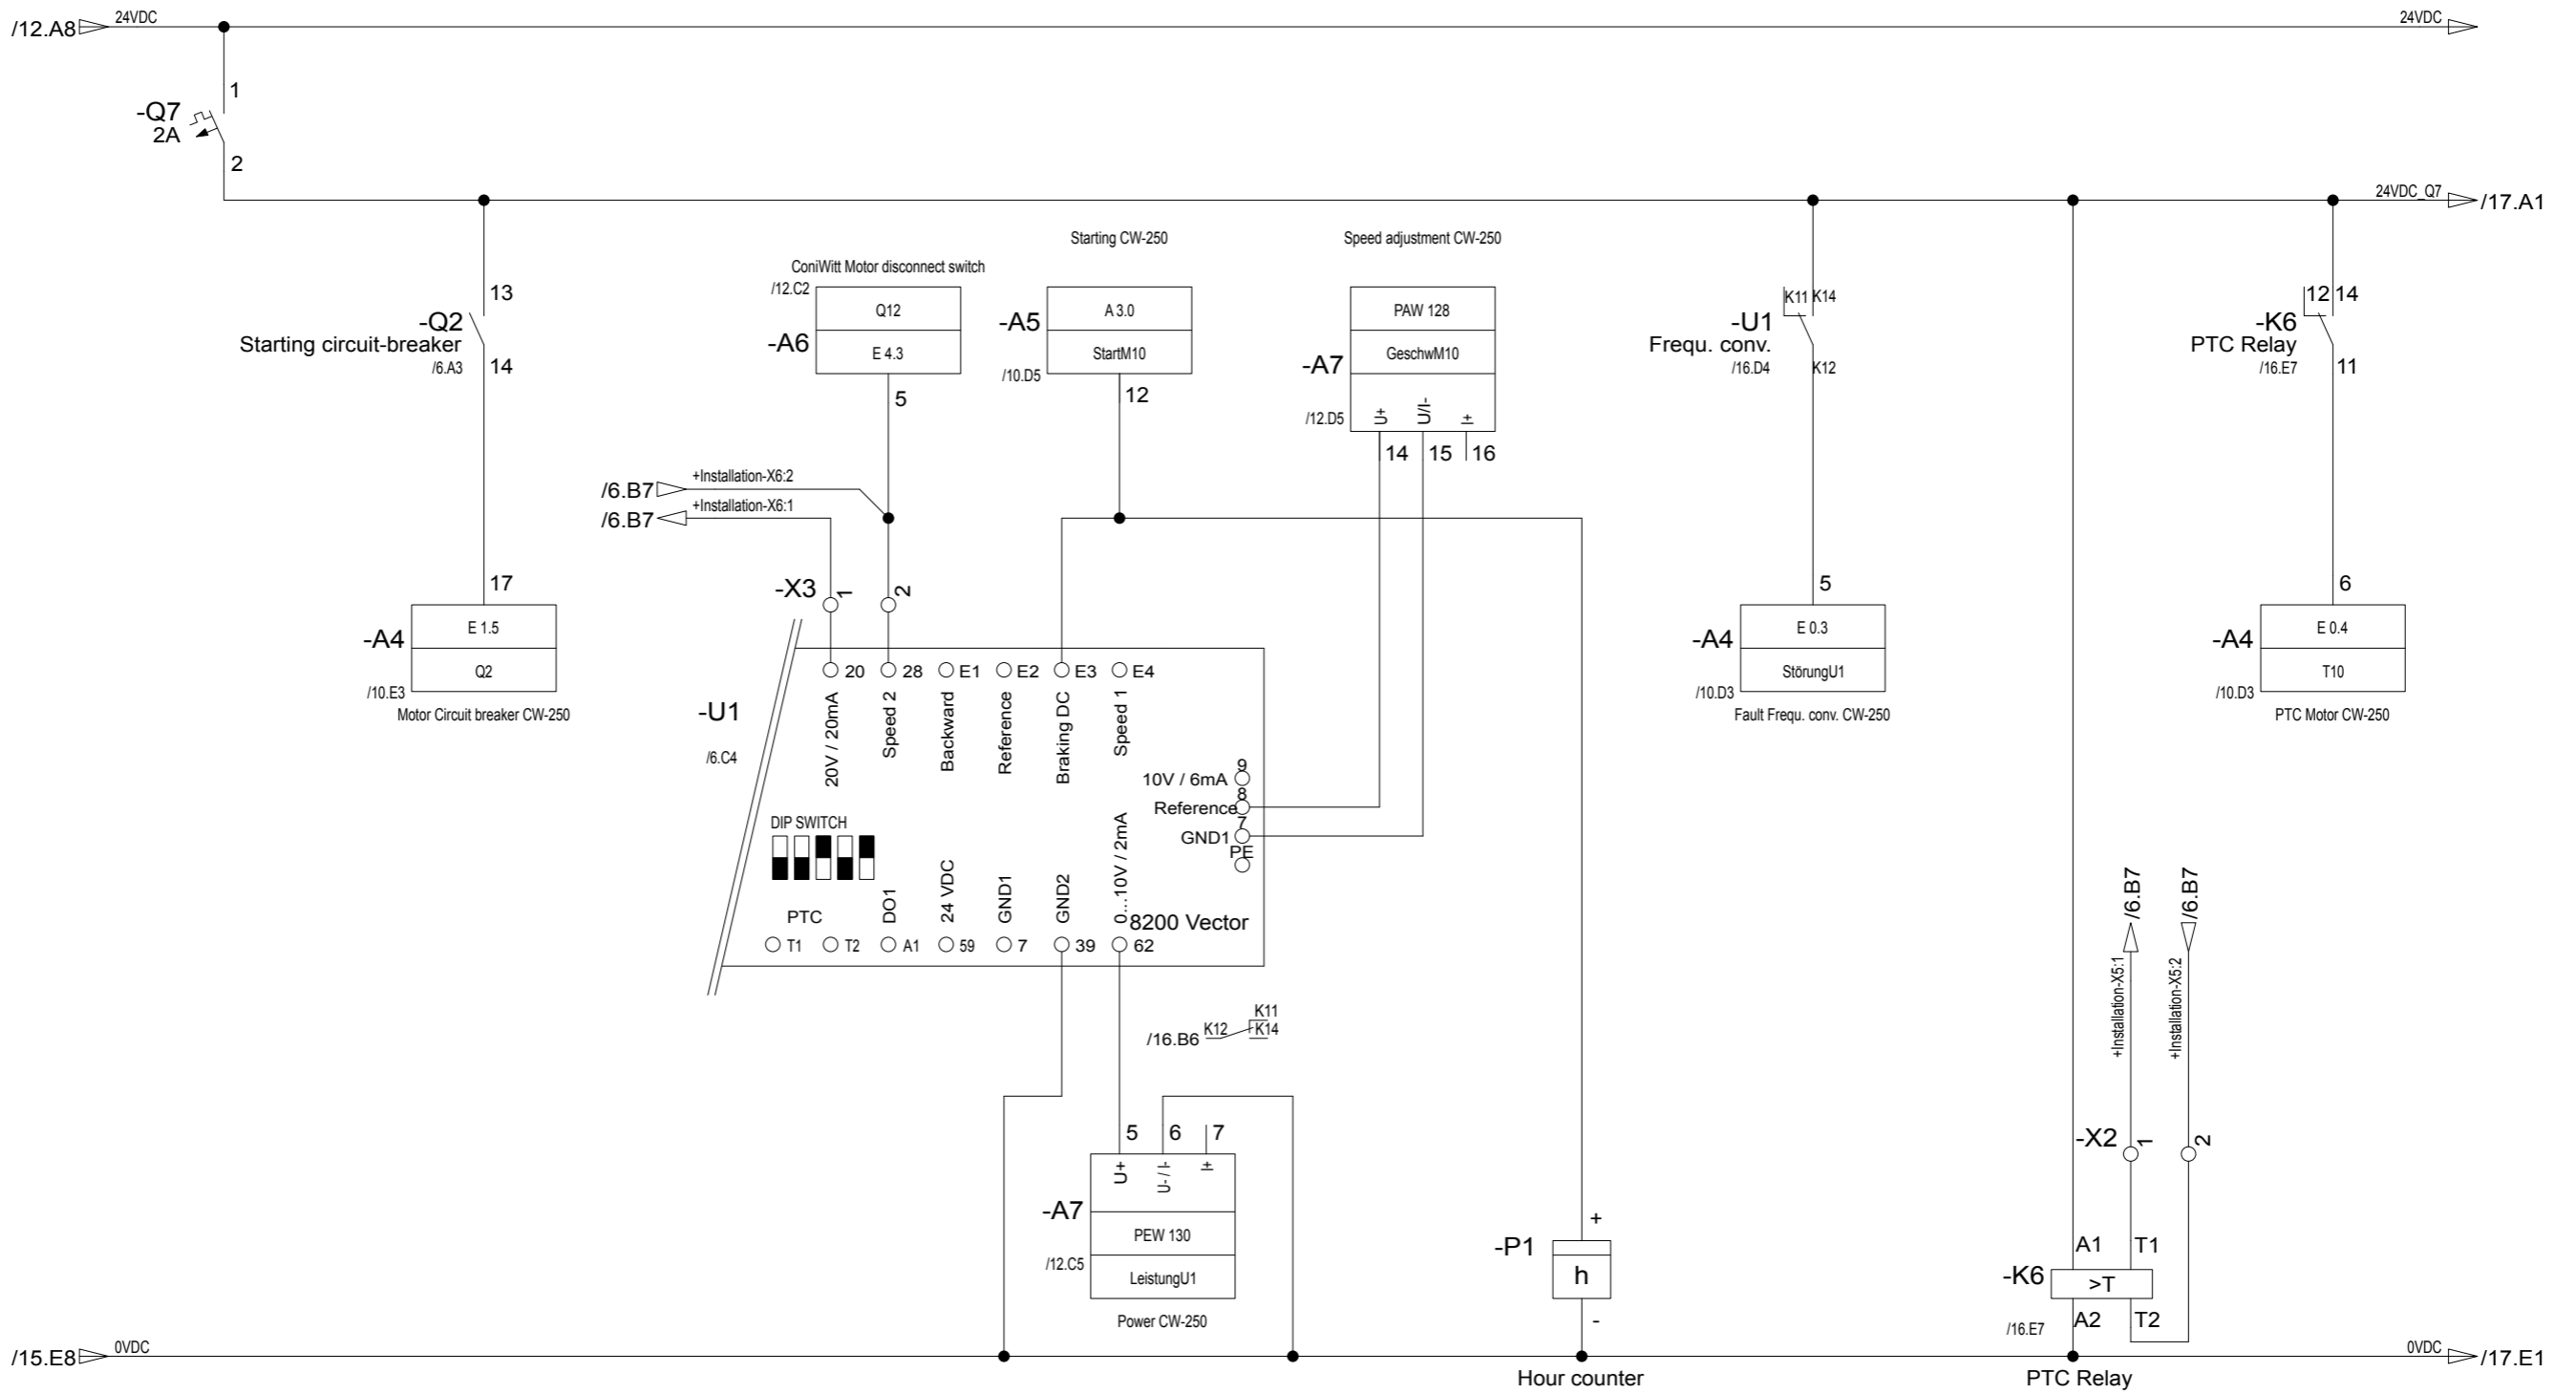 /12.A8
24VDC
24VDC
1
-Q7
2A
2
24VDC_Q7
/17.A1
Starting CW-250
Speed adjustment CW-250
ConiWitt Motor disconnect switch
/12.C2
Q12
-A6
E 4.3
5
-A5
A 3.0
StartM10
/10.D5
12
PAW 128
-A7
GeschwM10
/12.D5
U+
U/I-
I+
14
15
16
13
-Q2
Starting circuit-breaker
/6.A3
14
K11
K14
-U1
Frequ. conv.
/16.D4
K12
12
14
-K6
PTC Relay
/16.E7
11
/6.B7
+Installation-X6:2
/6.B7
+Installation-X6:1
17
-A4
E 1.5
Q2
/10.E3
Motor Circuit breaker CW-250
-X3
1
2
5
-A4
E 0.3
StörungU1
/10.D3
Fault Frequ. conv. CW-250
6
-A4
E 0.4
T10
/10.D3
PTC Motor CW-250
-U1
/6.C4
20
28
E1
E2
E3
E4
20V / 20mA
Speed 2
Backward
Reference
Braking DC
Speed 1
9
10V / 6mA
8
Reference
7
GND1
PE
DIP SWITCH
PTC
DO1
24 VDC
GND1
GND2
0...10V / 2mA
8200 Vector
T1
T2
A1
59
7
39
62
/6.B7
/6.B7
+Installation-X5:1
+Installation-X5:2
K11
/16.B6
K12
K14
5
6
7
U+
U- / I-
I+
-A7
PEW 130
/12.C5
LeistungU1
Power CW-250
-X2
1
2
+
-P1
h
-
A1
T1
-K6
>T
A2
T2
/16.E7
/15.E8
0VDC
0VDC
/17.E1
Hour counter
PTC Relay